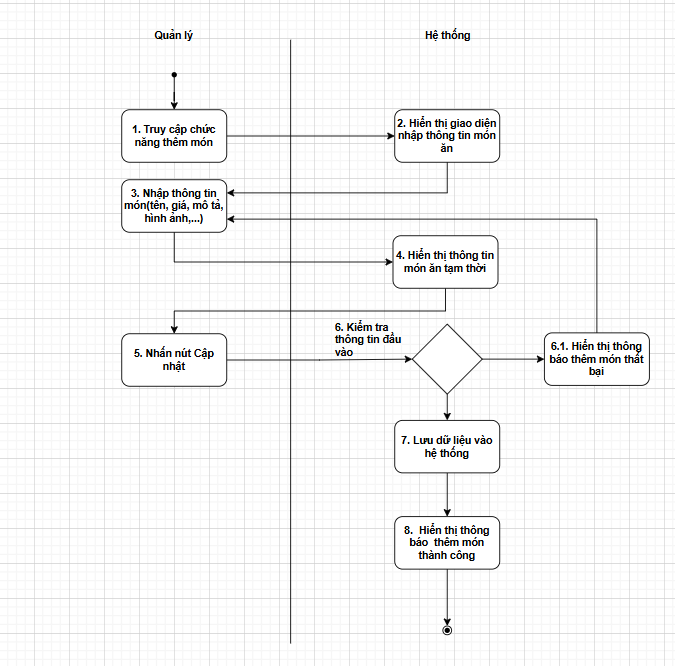 Quản lý
Hệ thống
1. Truy cập chức
năng thêm món
2. Hiển thị giao diện
nhập thông tin món
ăn
3. Nhập thông tin
món(tên, giá, mô tả,
hình ảnh,...)
4. Hiển thị thông tin
món ăn tạm thời
5. Nhấn nút Cập
nhật
6. Kiểm tra
thông tin đầu
vào
6.1. Hiển thị thông
báo thêm món thất
bại
7. Lưu dữ liệu vào
hệ thống
8.  Hiển thị thông
báo  thêm món
thành công